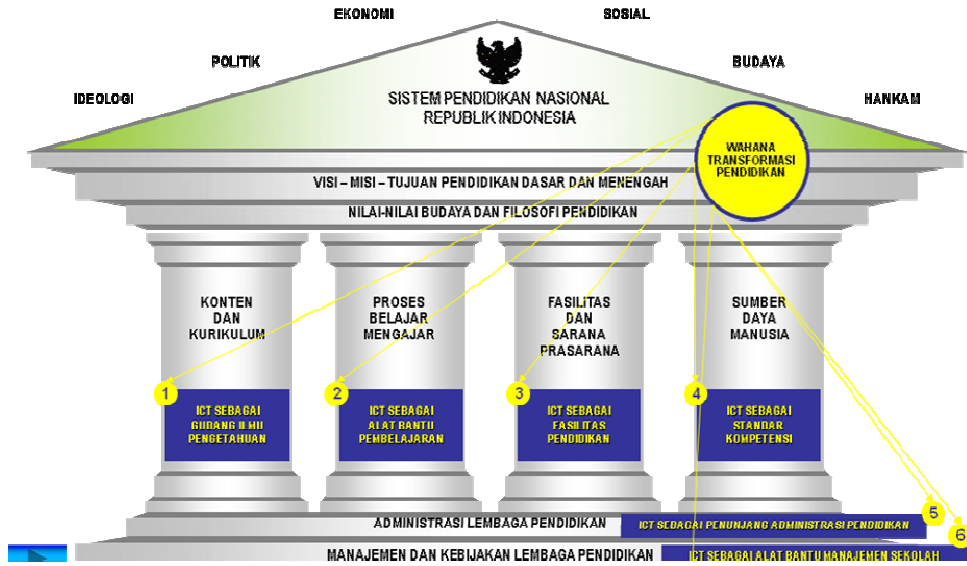 EKONOMI
SOSIAL
POLITIK
BUDAYA
IDEOLOGI
HANKAM
SISTEM PENDIDIKAN NASIONAL
REPUBLIK INDONESIA
WAHANA
TRANSFORMASI
PENDIDIKAN
VISI – MISI – TUJUAN PENDIDIKAN DASAR DAN MENENGAH
NILAI-NILAI BUDAYA DAN FILOSOFI PENDIDIKAN
KONTEN
DAN
KURIKULUM
PROSES
BELAJAR
MENGAJAR
FASILITAS
DAN
SARANA
PRASARANA
SUMBER
DAYA
MANUSIA
1
ICT SEBAGAI
GUDANG ILMU
PENGETAHUAN
2
ICT SEBAGAI
ALAT BANTU
PEMBELAJARAN
3
ICT SEBAGAI
FASILITAS
PENDIDIKAN
4
ICT SEBAGAI
STANDAR
KOMPETENSI
ADMINISTRASI LEMBAGA PENDIDIKAN
ICT SEBAGAI PENUNJANG ADMINISTRASI PENDIDIKAN
5
MANAJEMEN DAN KEBIJAKAN LEMBAGA PENDIDIKAN
ICT SEBAGAI ALAT BANTU MANAJEMEN SEKOLAH
6